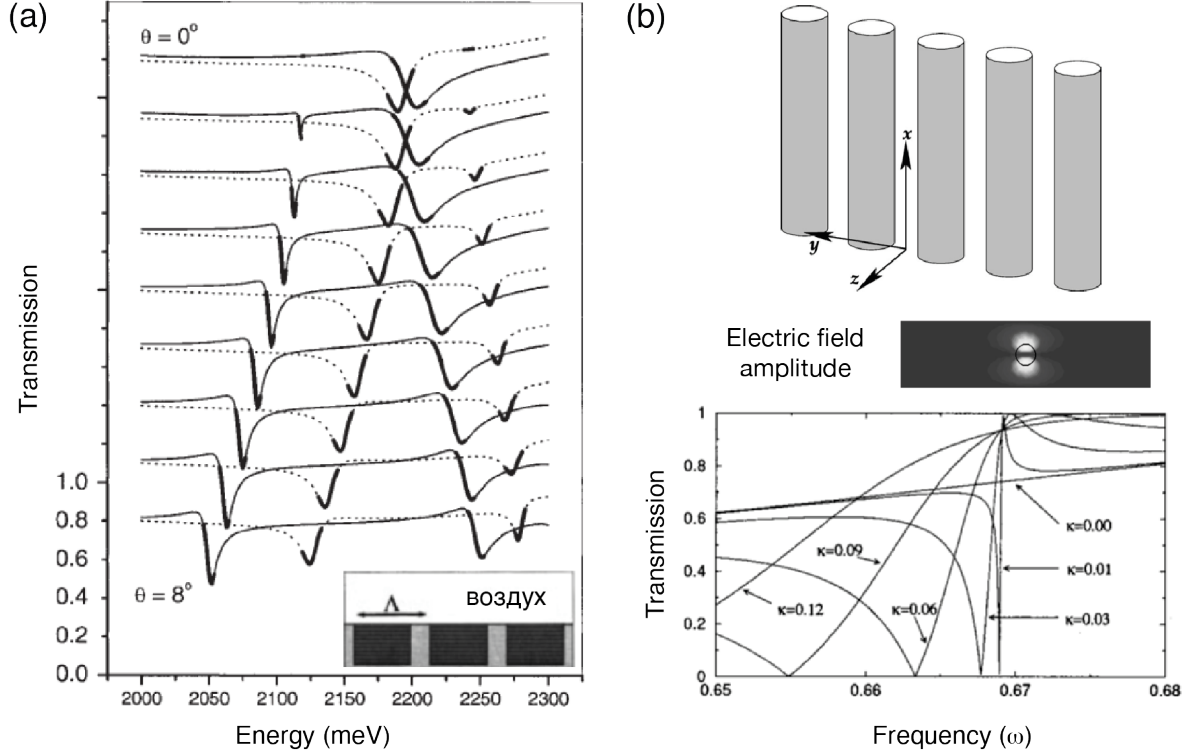 (a)
θ = 0°
θ = 8°
Transmission
1.0
0.8
0.6
0.4
0.2
0.0
Λ
воздух
2000 2050 2100 2150 2200 2250 2300
Energy (meV)
(b)
x
y
z
Electric field
amplitude
Transmission
1
0.8
0.6
0.4
0.2
0
κ=0.00
κ=0.01
κ=0.03
κ=0.06
κ=0.09
κ=0.12
0.65 0.66 0.67 0.68
Frequency (ω)